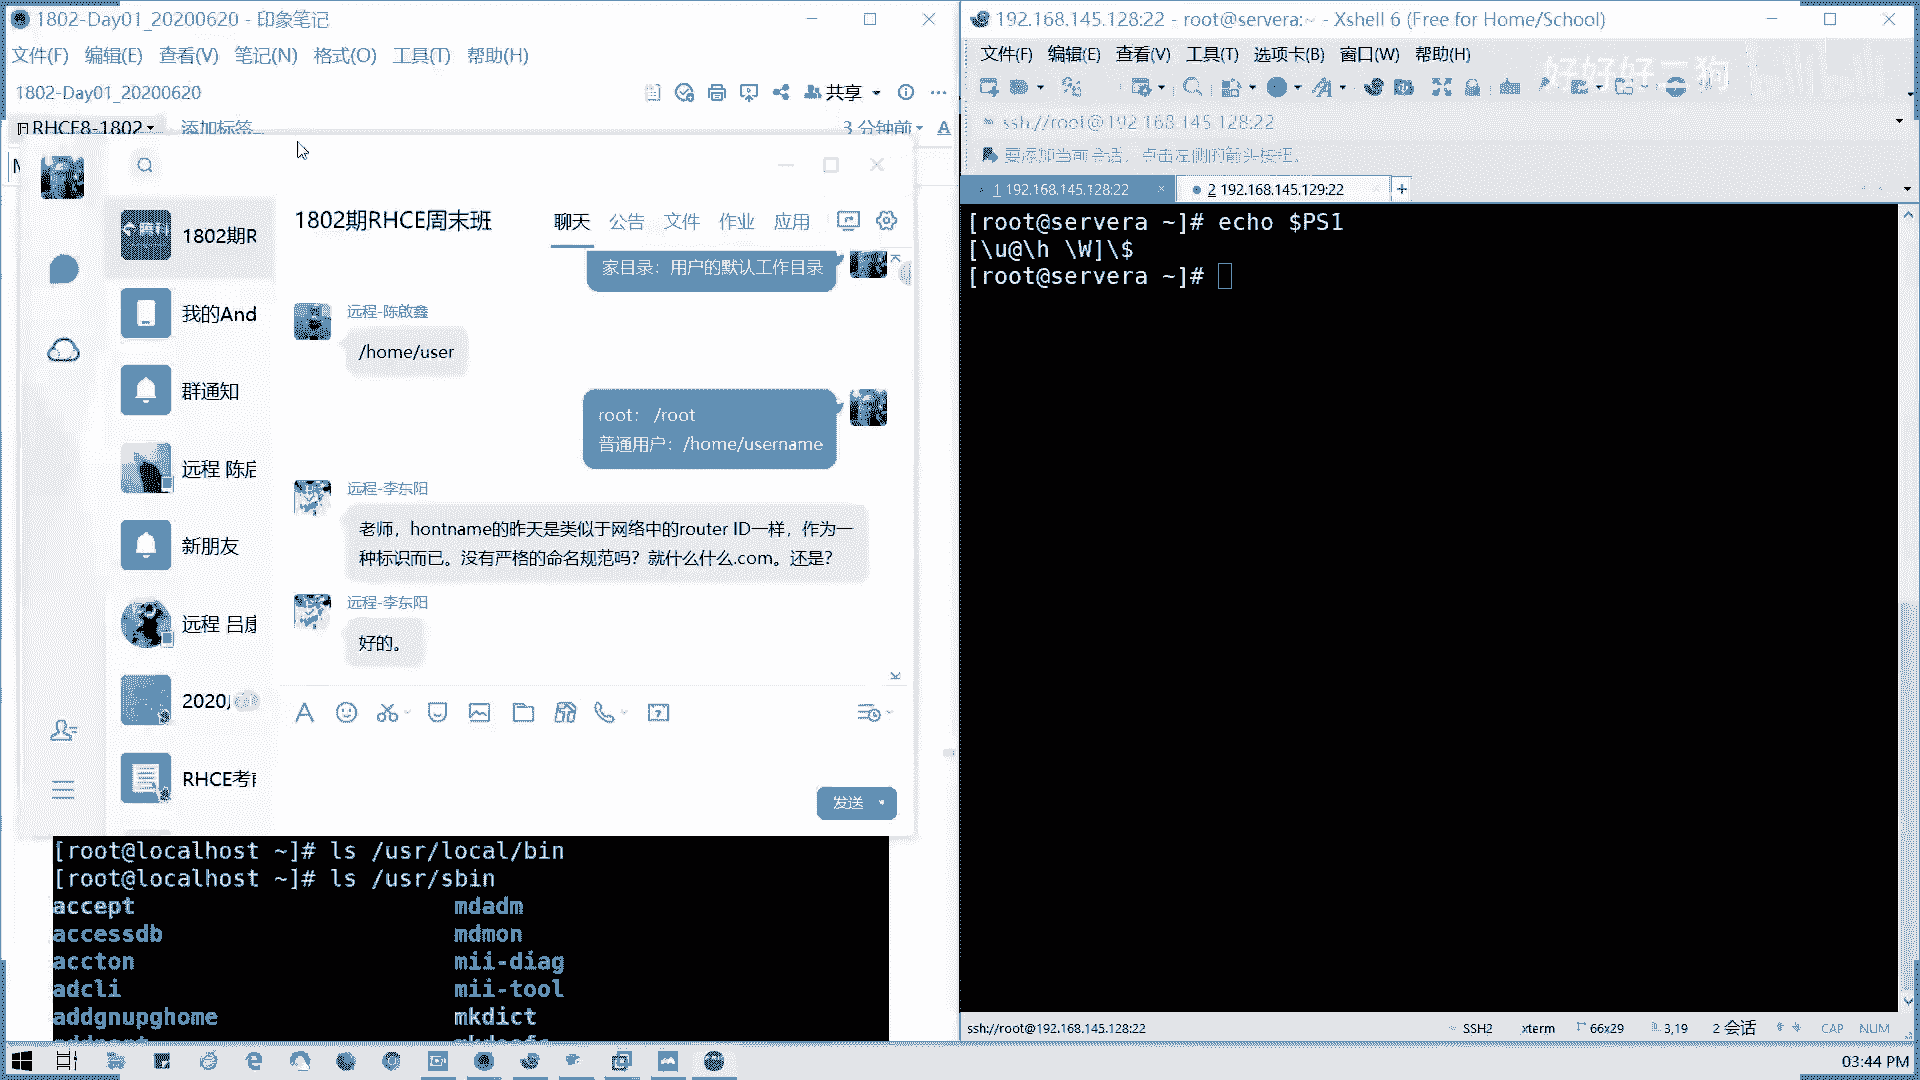 1802-Day01_20200620 - 印象笔记
文件(F) 编辑(E) 查看(V) 笔记(N) 格式(O) 工具(T) 帮助(H)
1802-Day01_20200620
共享
RHCE8-1802
添加标签...
3 分钟前
1802期R
我的And
群通知
远程 陈启
新朋友
远程 吕
2020
RHCE考
1802期RHCE周末班
聊天 公告 文件 作业 应用
家目录：用户的默认工作目录
远程-陈啟鑫
/home/user
root： /root
普通用户：/home/username
远程-李东阳
老师，hontname的昨天是类似于网络中的router ID一样，作为一
种标识而已。没有严格的命名规范吗？就什么什么.com。还是？
远程-李东阳
好的。
发送
[root@localhost ~]# ls /usr/local/bin
[root@localhost ~]# ls /usr/sbin
accept mdadm
accessdb mdmon
accton mii-diag
adcli mii-tool
addgnupghome mkdict
192.168.145.128:22 - root@servera:~ - Xshell 6 (Free for Home/School)
文件(F) 编辑(E) 查看(V) 工具(T) 选项卡(B) 窗口(W) 帮助(H)
好好好二狗
ssh://root@192.168.145.128:22
要添加当前会话，点击左侧的箭头按钮。
1 192.168.145.128:22
2 192.168.145.129:22
[root@servera ~]# echo $PS1
[\u@\h \W]\$
[root@servera ~]#
ssh://root@192.168.145.128:22
SSH2
xterm
66x29
3,19
2 会话
CAP
NUM
03:44 PM